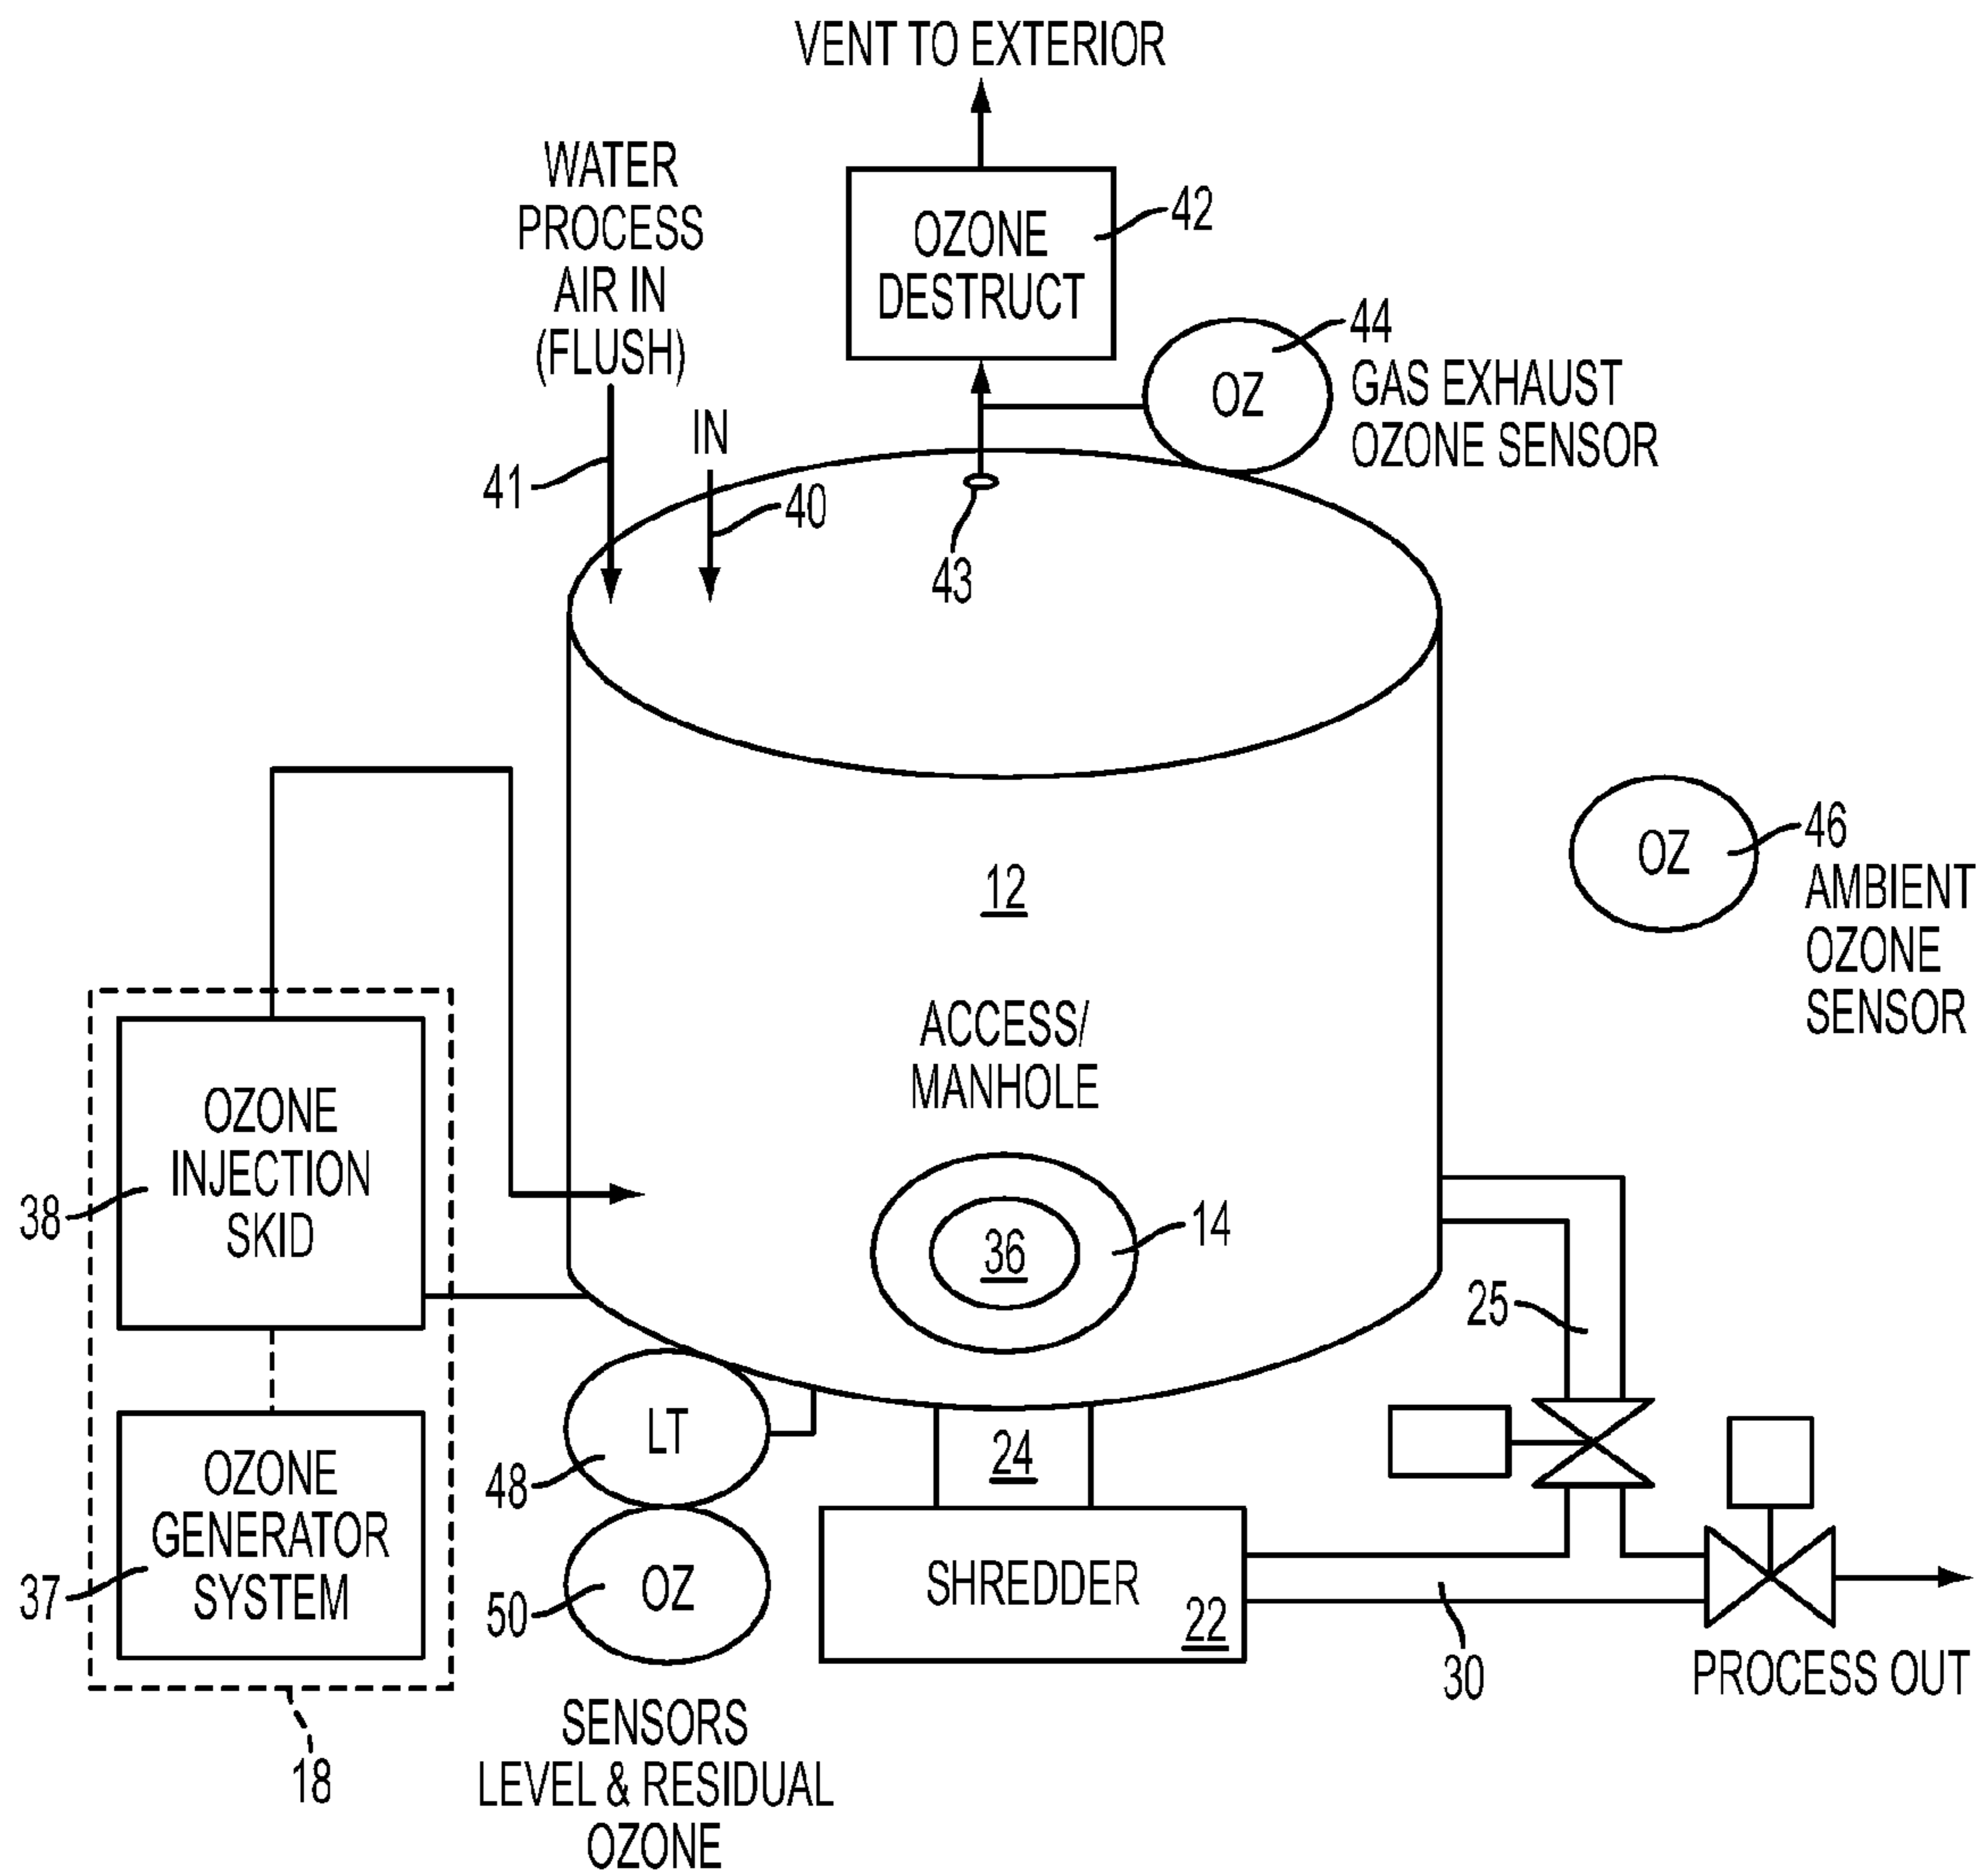 VENT TO EXTERIOR
WATER
PROCESS
AIR IN
(FLUSH)
OZONE
DESTRUCT
42
44
GAS EXHAUST
OZONE SENSOR
OZ
IN
41
40
43
OZ
46
AMBIENT
OZONE
SENSOR
12
ACCESS/
MANHOLE
OZONE
INJECTION
SKID
38
36
14
25
LT
48
24
OZONE
GENERATOR
SYSTEM
37
OZ
50
SHREDDER
22
30
PROCESS OUT
18
SENSORS
LEVEL & RESIDUAL
OZONE